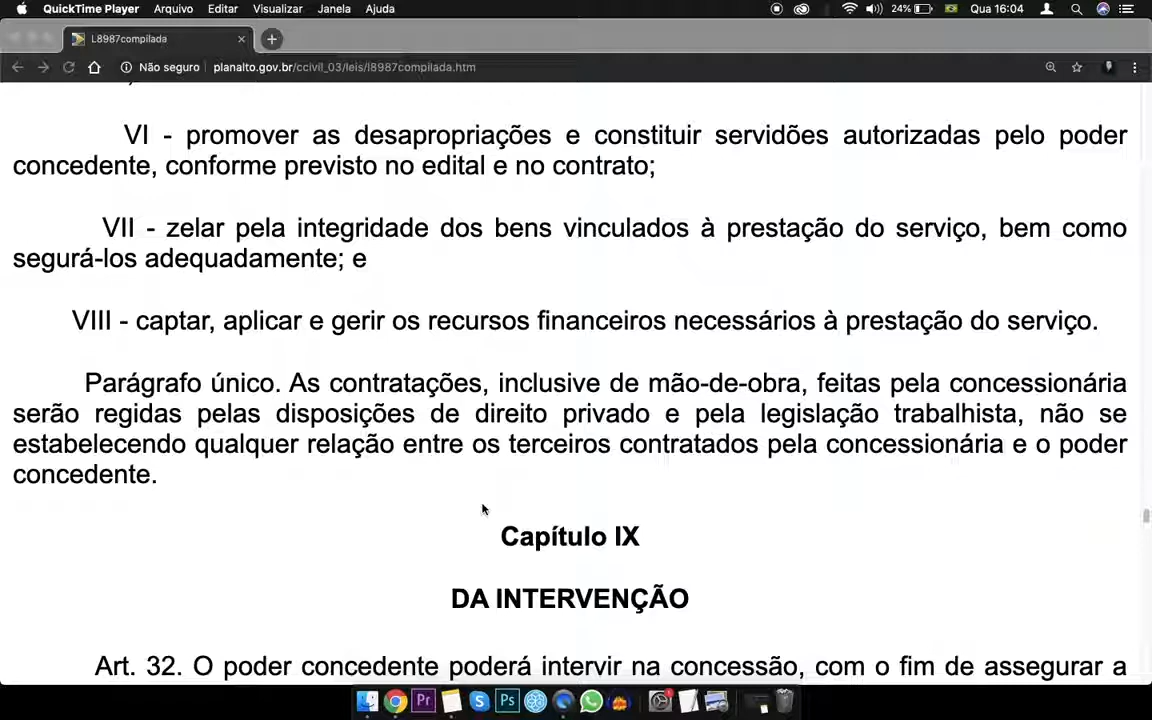 QuickTime Player Arquivo Editar Visualizar Janela Ajuda 24% Qua 16:04
L8987compilada
Não seguro planalto.gov.br/ccivil_03/leis/l8987compilada.htm
VI - promover as desapropriações e constituir servidões autorizadas pelo poder
concedente, conforme previsto no edital e no contrato;
VII - zelar pela integridade dos bens vinculados à prestação do serviço, bem como
segurá-los adequadamente; e
VIII - captar, aplicar e gerir os recursos financeiros necessários à prestação do serviço.
Parágrafo único. As contratações, inclusive de mão-de-obra, feitas pela concessionária
serão regidas pelas disposições de direito privado e pela legislação trabalhista, não se
estabelecendo qualquer relação entre os terceiros contratados pela concessionária e o poder
concedente.
Capítulo IX
DA INTERVENÇÃO
Art. 32. O poder concedente poderá intervir na concessão, com o fim de assegurar a
Pr Ps